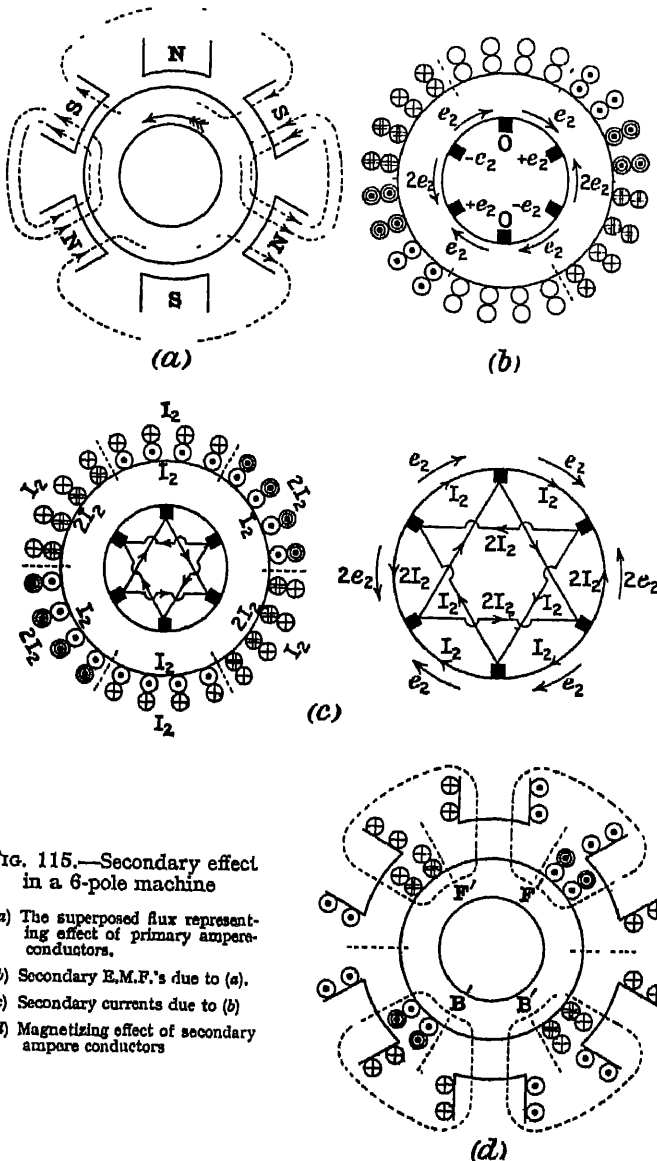 N
S
S
N
N
S
(a)
e₂
e₂
O
-e₂
+e₂
2e₂
2e₂
+e₂
-e₂
O
e₂
e₂
(b)
I₂
I₂
I₂
2I₂
2I₂
I₂
I₂
2I₂
2I₂
I₂
I₂
I₂
e₂
e₂
I₂
I₂
2I₂
2e₂
2I₂
2I₂
2e₂
I₂
2I₂
I₂
I₂
I₂
e₂
e₂
(c)
FIG. 115.—Secondary effect
in a 6-pole machine
a) The superposed flux represent-
ing effect of primary ampere-
conductors.
b) Secondary E.M.F.'s due to (a).
c) Secondary currents due to (b)
d) Magnetizing effect of secondary
ampere conductors
F'
F'
B'
B'
(d)